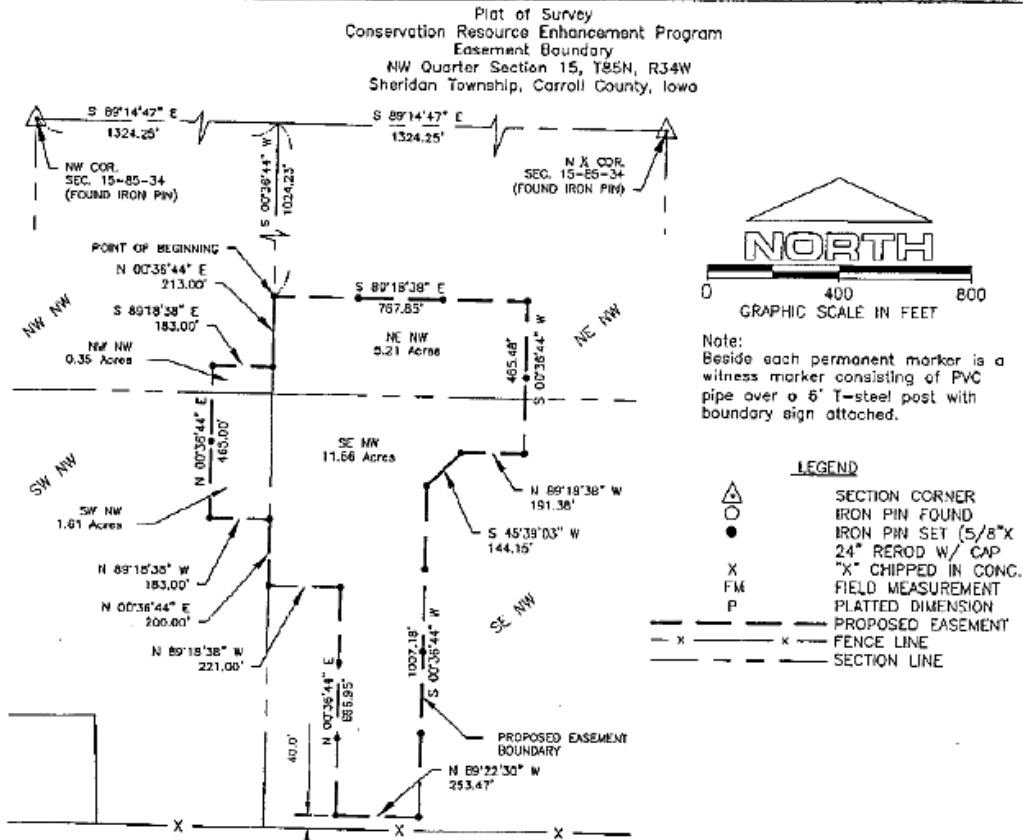 Plat of Survey
Conservation Resource Enhancement Program
Easement Boundary
NW Quarter Section 15, T85N, R34W
Sheridan Township, Carroll County, Iowa
S 89°14'47" E
1324.25'
S 89°14'47" E
1324.25'
NW COR.
SEC. 15-85-34
(FOUND IRON PIN)
S 00°36'44" W
1024.23'
N ¼ COR.
SEC. 15-85-34
(FOUND IRON PIN)
NORTH
0 400 800
GRAPHIC SCALE IN FEET
POINT OF BEGINNING
N 00°36'44" E
213.00'
S 89°18'38" E
767.85'
S 89°18'38" E
183.00'
NW NW
NW NW
0.35 Acres
NE NW
5.21 Acres
465.48'
S 00°36'44" W
NE NW
Note:
Beside each permanent marker is a
witness marker consisting of PVC
pipe over a 6' T-steel post with
boundary sign attached.
N 00°36'44" E
465.00'
SE NW
11.66 Acres
SW NW
SW NW
1.61 Acres
N 89°18'38" W
191.38'
S 45°39'03" W
144.15'
N 89°18'38" W
183.00'
N 00°36'44" E
200.00'
N 89°18'38" W
221.00'
SE NW
N 00°36'44" E
1007.18'
S 00°36'44" W
40.0'
PROPOSED EASEMENT
BOUNDARY
N 89°22'30" W
253.47'
X X X
LEGEND
SECTION CORNER
IRON PIN FOUND
IRON PIN SET (5/8"X
24" REROD W/ CAP
X "X" CHIPPED IN CONC.
FM FIELD MEASUREMENT
P PLATTED DIMENSION
PROPOSED EASEMENT
x x FENCE LINE
SECTION LINE